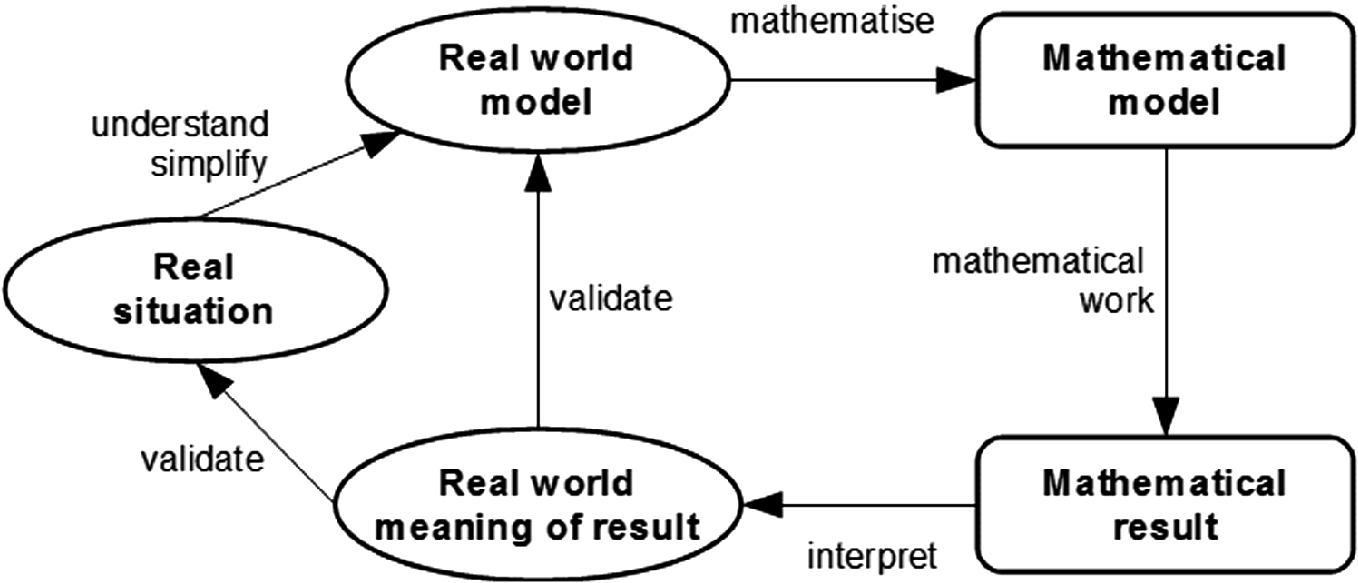 mathematise
Real world
model
Mathematical
model
understand
simplify
Real
situation
validate
mathematical
work
validate
Real world
meaning of result
interpret
Mathematical
result